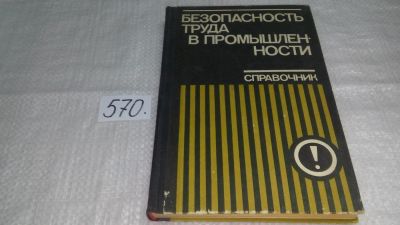 БЕЗОПАСНОСТЬ
ТРУДА
В ПРОМЫШЛЕН-
НОСТИ
СПРАВОЧНИК
!
570.